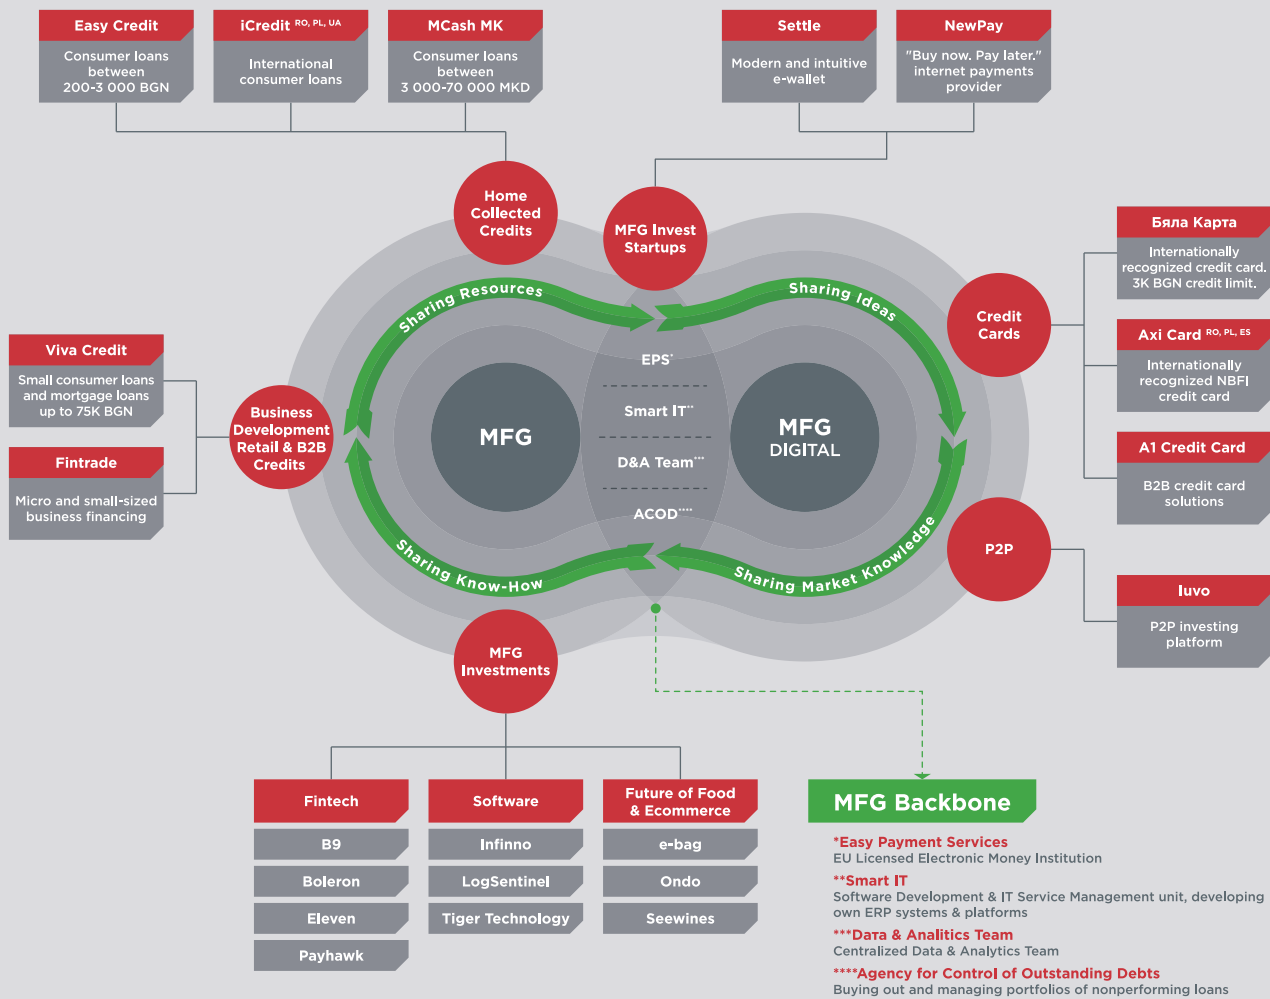 Easy Credit
Consumer loans
between
200-3 000 BGN
iCredit RO, PL, UA
International
consumer loans
MCash MK
Consumer loans
between
3 000-70 000 MKD
Settle
Modern and intuitive
e-wallet
NewPay
"Buy now. Pay later."
internet payments
provider
Home
Collected
Credits
MFG Invest
Startups
Бяла Карта
Internationally
recognized credit card.
3K BGN credit limit.
Credit
Cards
Axi Card RO, PL, ES
Internationally
recognized NBFI
credit card
A1 Credit Card
B2B credit card
solutions
Viva Credit
Small consumer loans
and mortgage loans
up to 75K BGN
Fintrade
Micro and small-sized
business financing
Business
Development
Retail & B2B
Credits
Sharing Resources
Sharing Ideas
MFG
EPS*
Smart IT**
D&A Team***
ACOD****
MFG
DIGITAL
Sharing Know-How
Sharing Market Knowledge
P2P
Iuvo
P2P investing
platform
MFG
Investments
Fintech
B9
Boleron
Eleven
Payhawk
Software
Infinno
LogSentinel
Tiger Technology
Future of Food
& Ecommerce
e-bag
Ondo
Seewines
MFG Backbone
*Easy Payment Services
EU Licensed Electronic Money Institution
**Smart IT
Software Development & IT Service Management unit, developing
own ERP systems & platforms
***Daтa & Analitics Team
Centralized Data & Analytics Team
****Agency for Control of Outstanding Debts
Buying out and managing portfolios of nonperforming loans